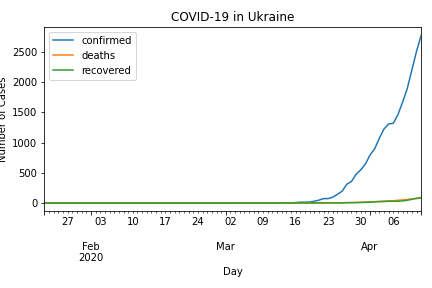 COVID-19 in Ukraine
confirmed
deaths
recovered
2500
2000
1500
1000
500
0
Number of Cases
27 03 10 17 24 02 09 16 23 30 06
Feb Mar Apr
2020
Day